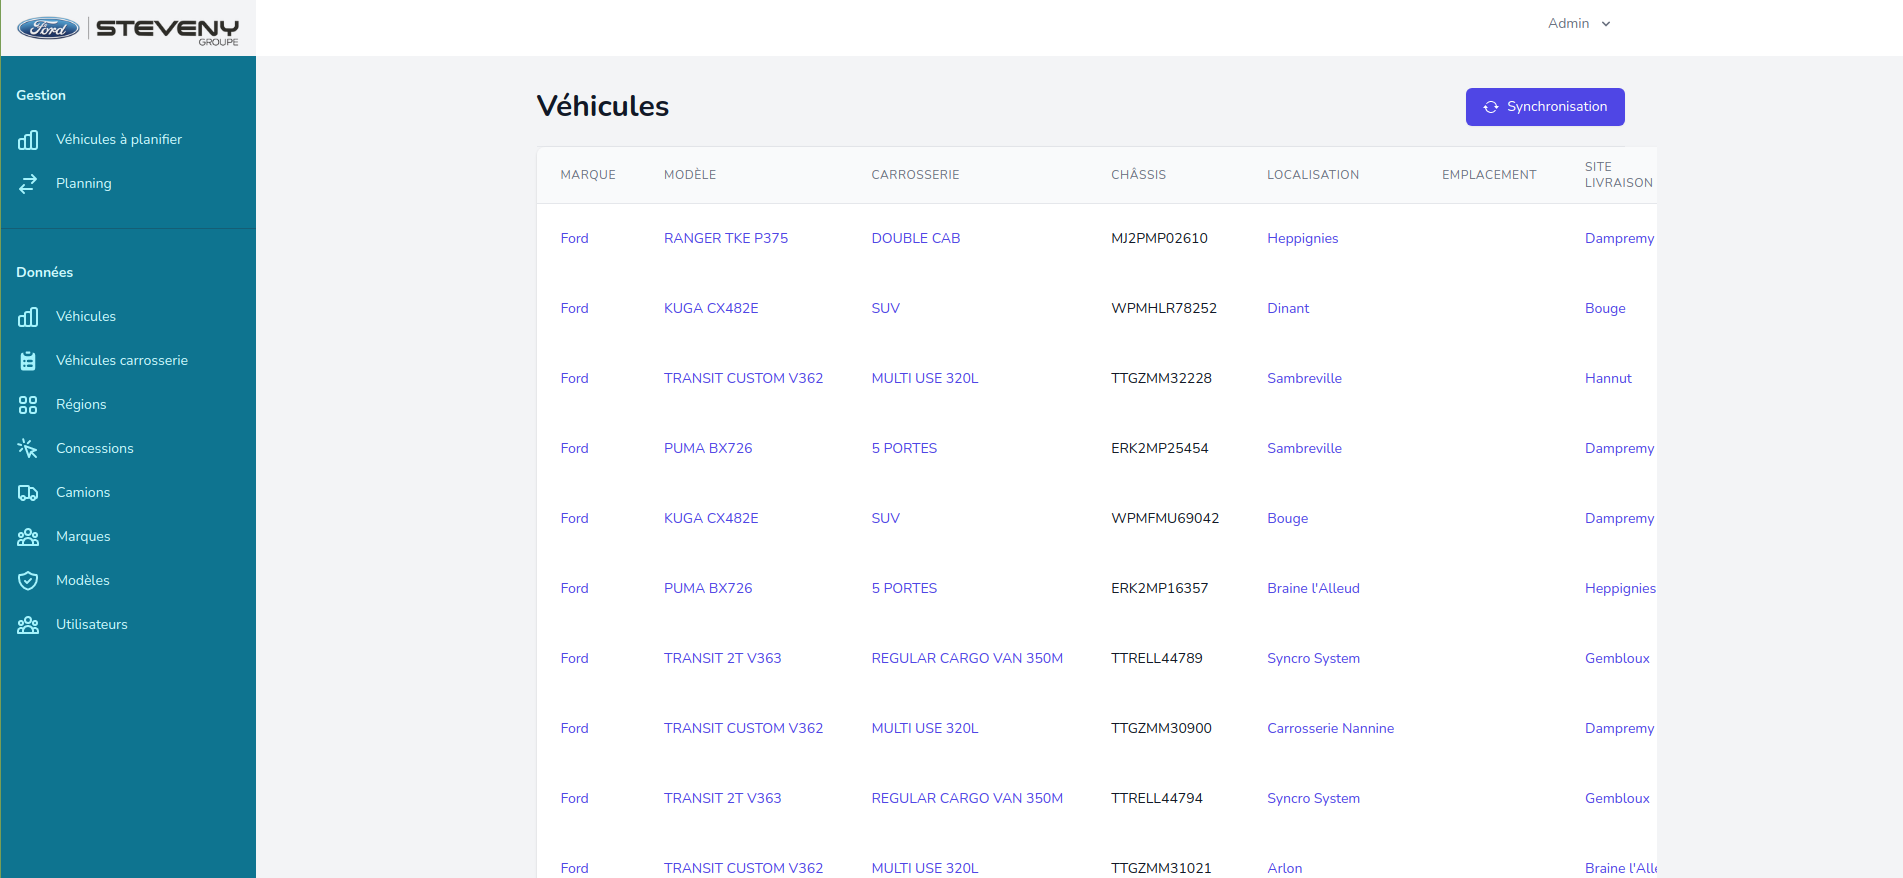 Ford STEVENY
GROUPE
Admin
Gestion
Véhicules à planifier
Planning
Données
Véhicules
Véhicules carrosserie
Régions
Concessions
Camions
Marques
Modèles
Utilisateurs
Véhicules
Synchronisation
MARQUE MODÈLE CARROSSERIE CHÂSSIS LOCALISATION EMPLACEMENT SITE
LIVRAISON
Ford RANGER TKE P375 DOUBLE CAB MJ2PMP02610 Heppignies Dampremy
Ford KUGA CX482E SUV WPMHLR78252 Dinant Bouge
Ford TRANSIT CUSTOM V362 MULTI USE 320L TTGZMM32228 Sambreville Hannut
Ford PUMA BX726 5 PORTES ERK2MP25454 Sambreville Dampremy
Ford KUGA CX482E SUV WPMFMU69042 Bouge Dampremy
Ford PUMA BX726 5 PORTES ERK2MP16357 Braine l'Alleud Heppignies
Ford TRANSIT 2T V363 REGULAR CARGO VAN 350M TTRELL44789 Syncro System Gembloux
Ford TRANSIT CUSTOM V362 MULTI USE 320L TTGZMM30900 Carrosserie Nannine Dampremy
Ford TRANSIT 2T V363 REGULAR CARGO VAN 350M TTRELL44794 Syncro System Gembloux
Ford TRANSIT CUSTOM V362 MULTI USE 320L TTGZMM31021 Arlon Braine l'Alle